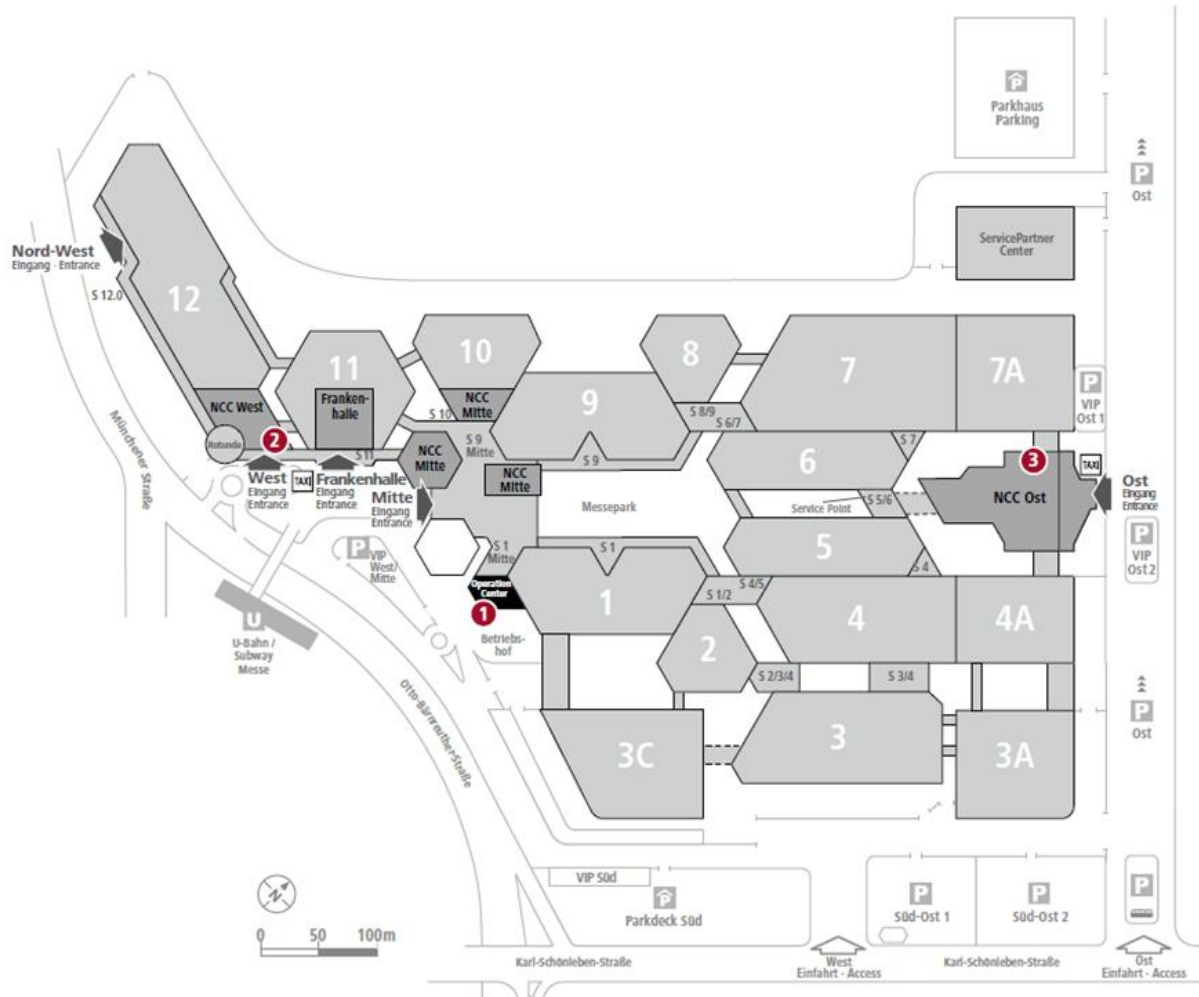 P
Parkhaus
Parking
P
Ost
ServicePartner
Center
Nord-West
Eingang - Entrance
S 12.0
12
11
Franken-
halle
10
S 10
NCC
Mitte
8
7
7A
P
VIP
Ost 1
NCC West
Rotunde
2
S 11
S 9
Mitte
9
S 8/9
S 6/7
S 9
NCC
Mitte
NCC
Mitte
6
S 7
3
TAXI
NCC Ost
Ost
Eingang
Entrance
West
Eingang
Entrance
TAXI
Frankenhalle
Eingang
Entrance
Mitte
Eingang
Entrance
Messepark
Service Point
S 5/6
Münchener Straße
P
VIP
West/
Mitte
S 1
Mitte
S 1
5
S 4
P
VIP
Ost 2
Operation
Center
1
1
S 1/2
S 4/5
4
4A
U
U-Bahn /
Subway
Messe
Betriebs-
hof
2
S 2/3/4
S 3/4
P
Ost
Otto-Bärnreuther-Straße
3C
3
3A
N
0 50 100m
VIP Süd
P
Parkdeck Süd
P
Süd-Ost 1
P
Süd-Ost 2
P
Karl-Schönleben-Straße
West
Einfahrt - Access
Karl-Schönleben-Straße
Ost
Einfahrt - Access